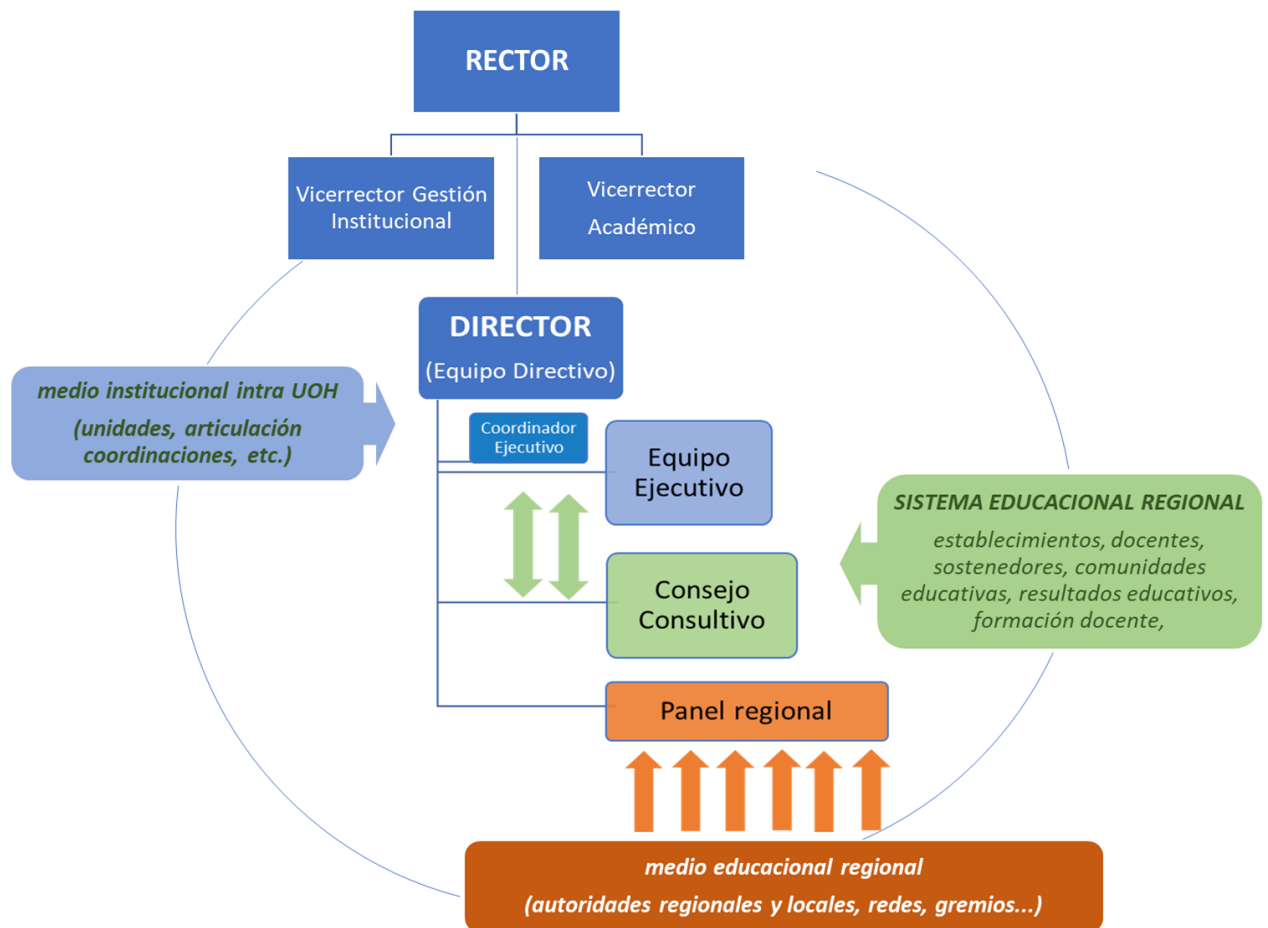 RECTOR
Vicerrector Gestión
Institucional
Vicerrector
Académico
DIRECTOR
(Equipo Directivo)
medio institucional intra UOH
(unidades, articulación
coordinaciones, etc.)
Coordinador
Ejecutivo
Equipo
Ejecutivo
SISTEMA EDUCACIONAL REGIONAL
establecimientos, docentes,
sostenedores, comunidades
educativas, resultados educativos,
formación docente,
Consejo
Consultivo
Panel regional
medio educacional regional
(autoridades regionales y locales, redes, gremios...)